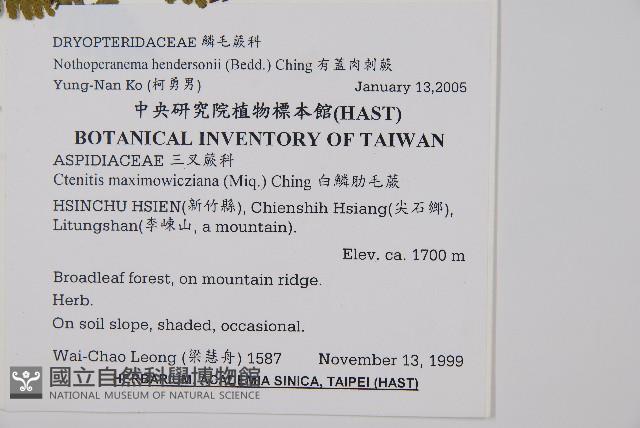 DRYOPTERIDACEAE 鱗毛蕨科
Nothoperanema hendersonii (Bedd.) Ching 有蓋肉刺蕨
Yung-Nan Ko (柯勇男) January 13,2005
中央研究院植物標本館(HAST)
BOTANICAL INVENTORY OF TAIWAN
ASPIDIACEAE 三叉蕨科
Ctenitis maximowicziana (Miq.) Ching 白鱗肋毛蕨
HSINCHU HSIEN(新竹縣), Chienshih Hsiang(尖石鄉),
Litungshan(李崠山, a mountain).
Elev. ca. 1700 m
Broadleaf forest, on mountain ridge.
Herb.
On soil slope, shaded, occasional.
Wai-Chao Leong (梁慧舟) 1587 November 13, 1999
HERBARIUM, ACADEMIA SINICA, TAIPEI (HAST)
國立自然科學博物館
NATIONAL MUSEUM OF NATURAL SCIENCE